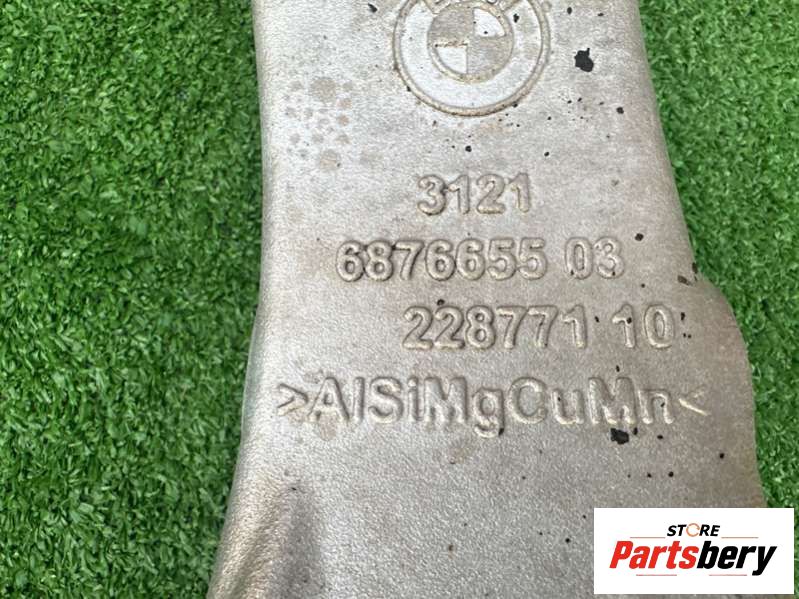 3121
6876655 03
228771 10
>AlSiMgCuMn<
STORE
Partsbery